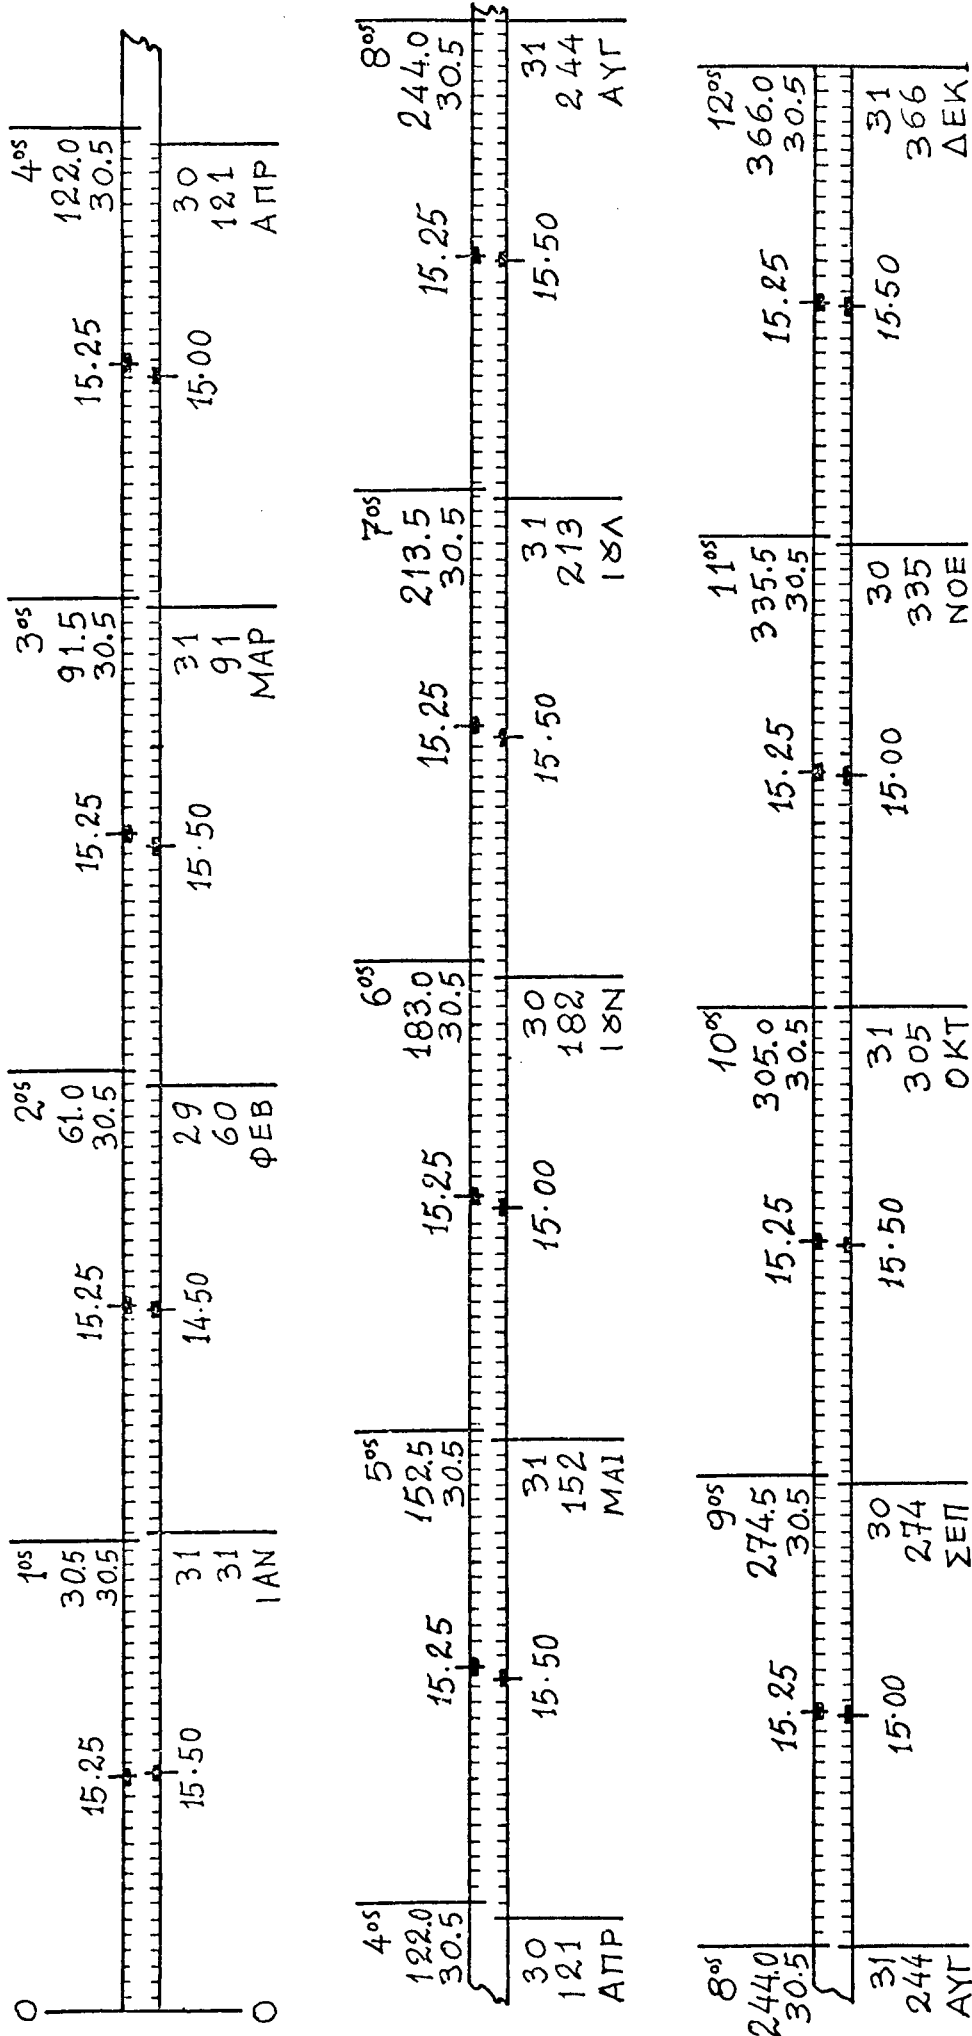 0 1ος 2ος 3ος 4ος
30.5 61.0 91.5 122.0
15.25 30.5 15.25 30.5 15.25 30.5 15.25 30.5
15.50 31 14.50 29 15.50 31 15.00 30
31 60 91 121
0 ΙΑΝ ΦΕΒ ΜΑΡ ΑΠΡ
4ος 5ος 6ος 7ος 8ος
122.0 152.5 183.0 213.5 244.0
30.5 15.25 30.5 15.25 30.5 15.25 30.5 15.25 30.5
30 15.50 31 15.00 30 15.50 31 15.50 31
121 152 182 213 244
ΑΠΡ ΜΑΙ ΙȢΝ ΙȢΛ ΑΥΓ
8ος 9ος 10ος 11ος 12ος
244.0 274.5 305.0 335.5 366.0
30.5 15.25 30.5 15.25 30.5 15.25 30.5 15.25 30.5
31 15.00 30 15.50 31 15.00 30 15.50 31
244 274 305 335 366
ΑΥΓ ΣΕΠ ΟΚΤ ΝΟΕ ΔΕΚ